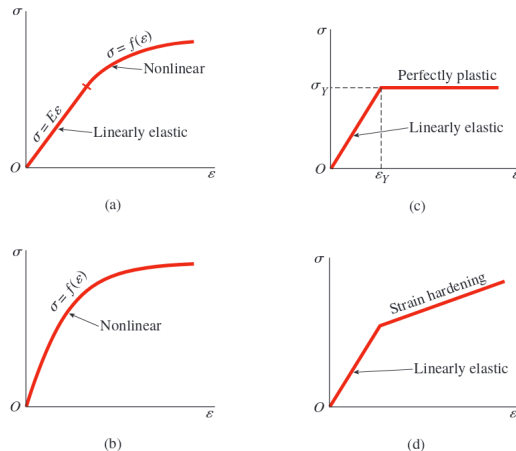 σ
σ = f(ε)
Nonlinear
σ = Eε
Linearly elastic
O
ε
(a)
σ
σ_Y
Perfectly plastic
Linearly elastic
O
ε_Y
ε
(c)
σ
σ = f(ε)
Nonlinear
O
ε
(b)
σ
Strain hardening
Linearly elastic
O
ε
(d)